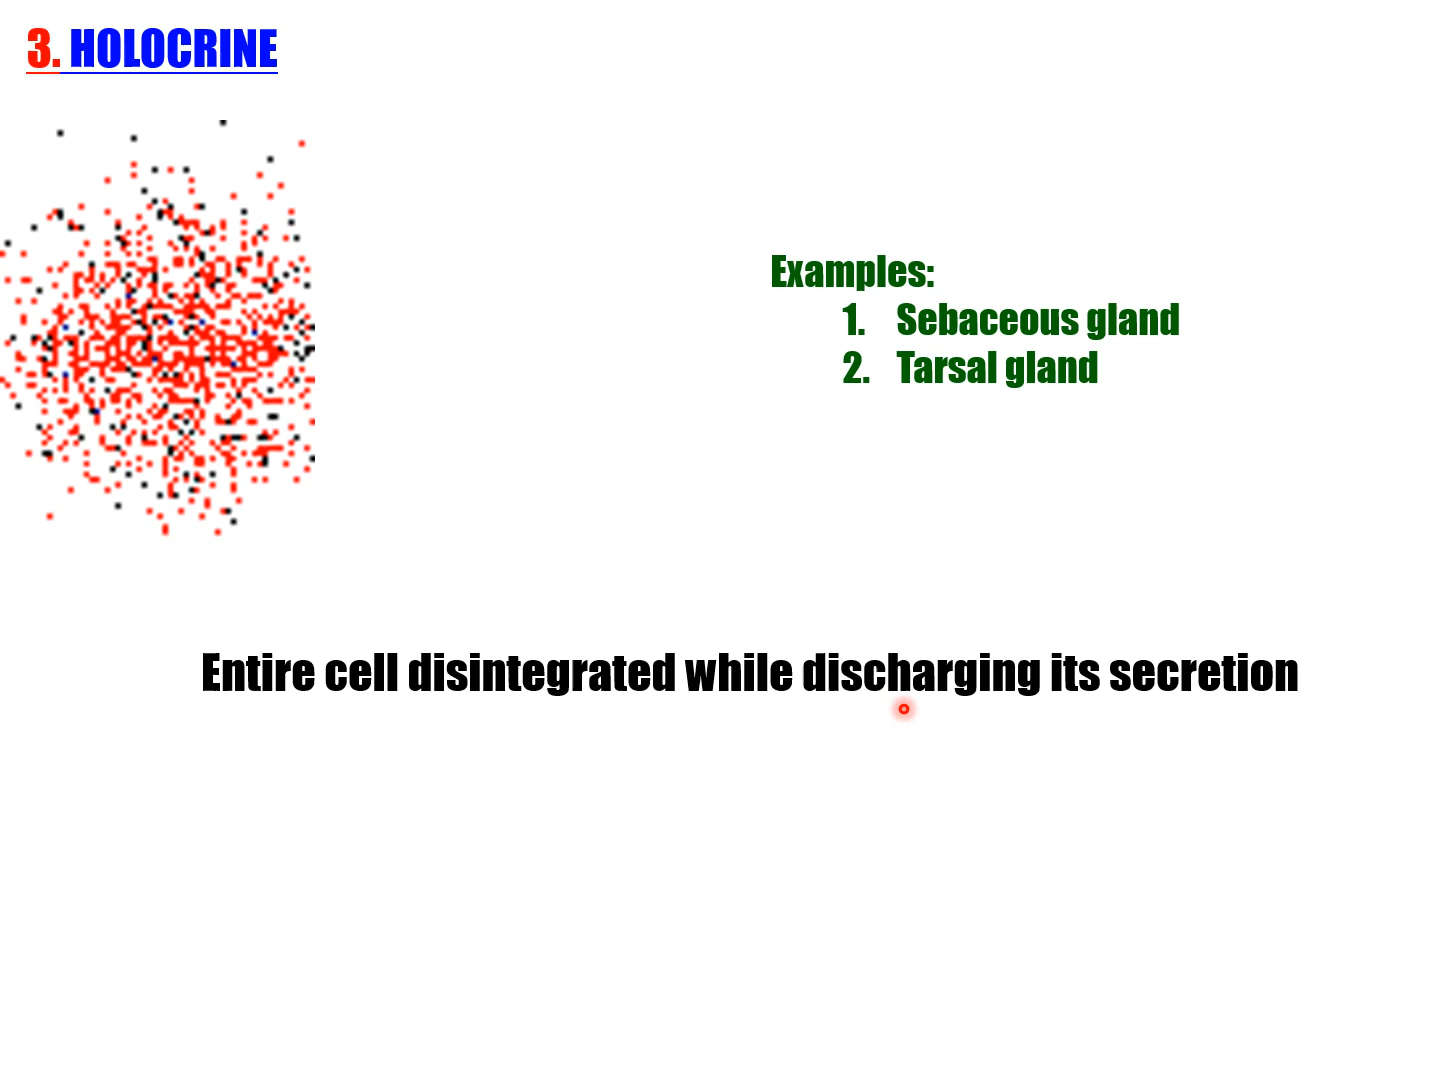 3. HOLOCRINE
Examples:
1. Sebaceous gland
2. Tarsal gland
Entire cell disintegrated while discharging its secretion